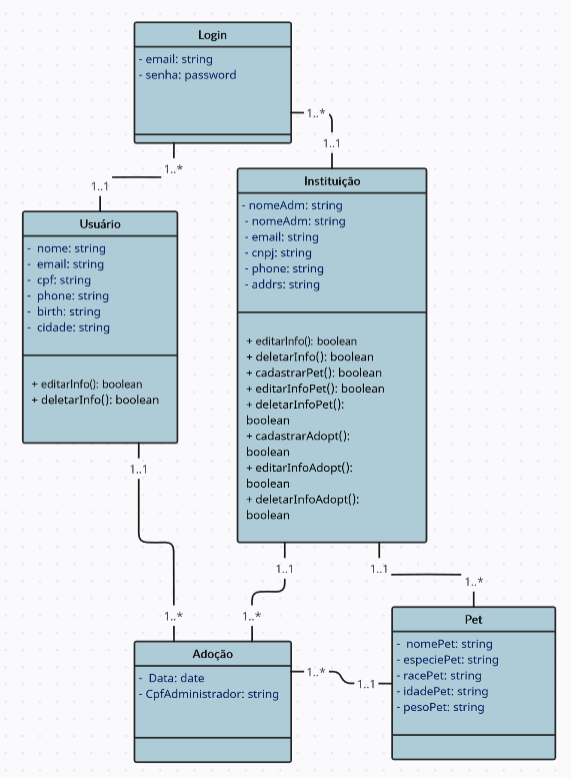 Login
- email: string
- senha: password
1..*
1..1
1..*
1..1
Instituição
- nomeAdm: string
- nomeAdm: string
- email: string
- cnpj: string
- phone: string
- addrs: string
+ editarInfo(): boolean
+ deletarInfo(): boolean
+ cadastrarPet(): boolean
+ editarInfoPet(): boolean
+ deletarInfoPet():
boolean
+ cadastrarAdopt():
boolean
+ editarInfoAdopt():
boolean
+ deletarInfoAdopt():
boolean
Usuário
- nome: string
- email: string
- cpf: string
- phone: string
- birth: string
- cidade: string
+ editarInfo(): boolean
+ deletarInfo(): boolean
1..1
1..*
1..1
1..*
1..1
1..*
Adoção
- Data: date
- CpfAdministrador: string
1..*
1..1
Pet
- nomePet: string
- especiePet: string
- racePet: string
- idadePet: string
- pesoPet: string